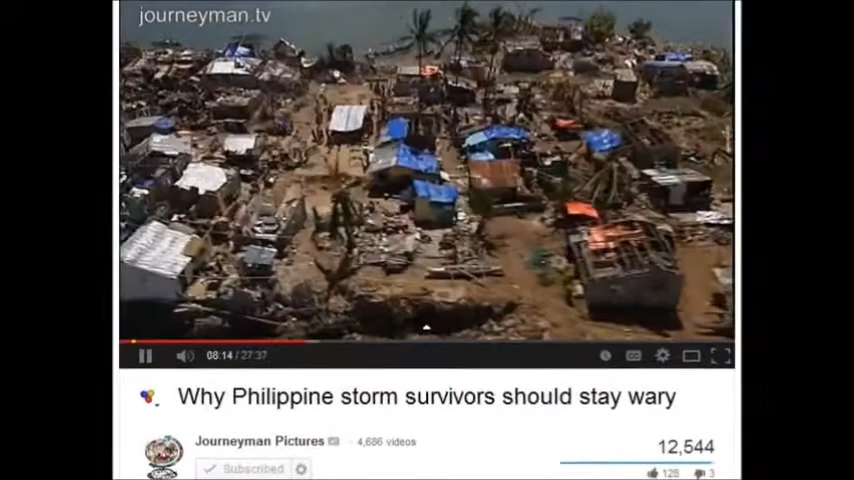 journeyman.tv
08:14 / 27:37
CC
Why Philippine storm survivors should stay wary
Journeyman Pictures
4,686 videos
12,544
Subscribed
128 3